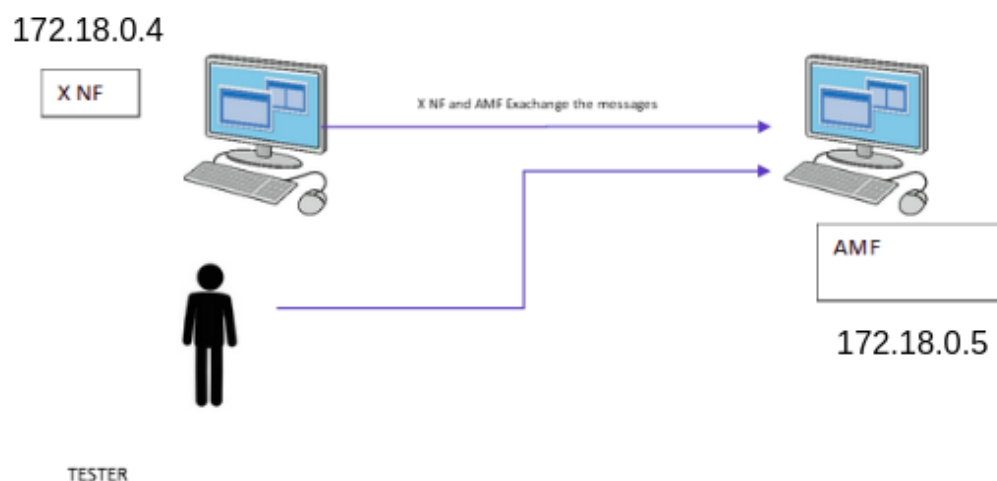 172.18.0.4
X NF
X NF and AMF Exachange the messages
AMF
172.18.0.5
TESTER